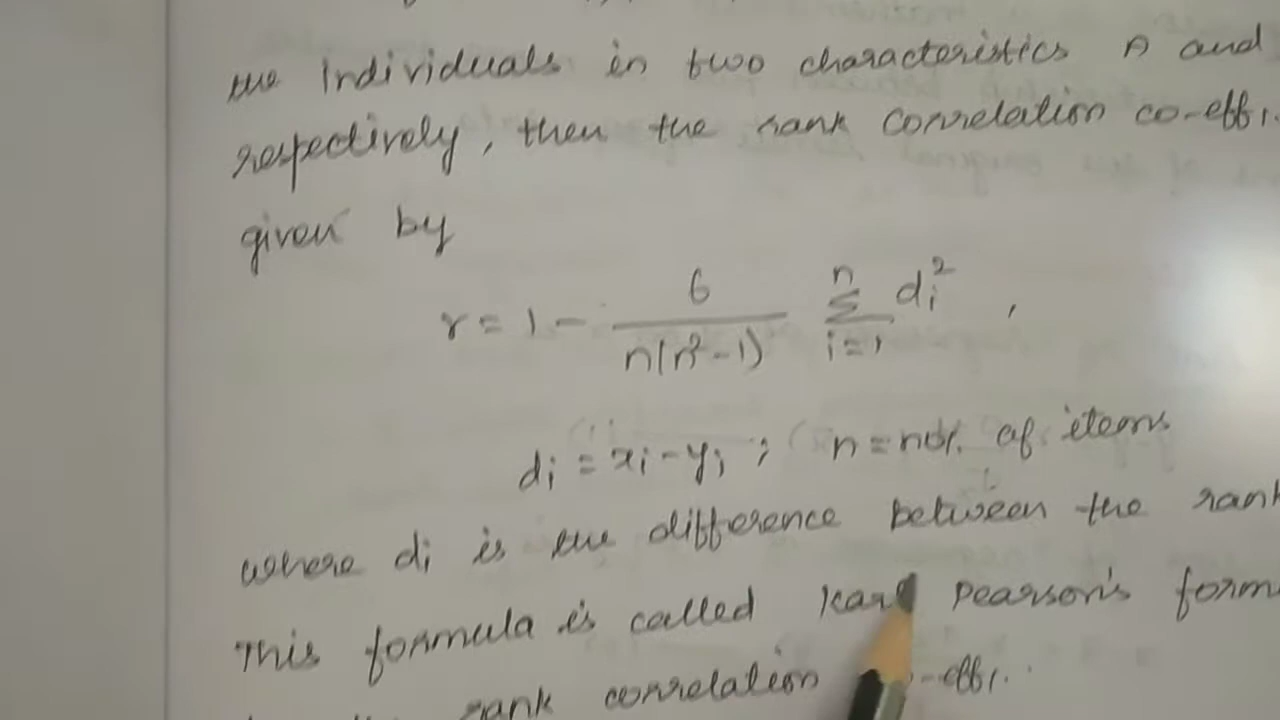 the individuals in two characteristics A and
respectively, then the rank correlation co-effi.
given by
r = 1 - 6/n(n²-1) n Σ i=1 di² ,
di = xi - yi ; n = no. of items
where di is the difference between the rank
This formula is called Karl Pearson's form
rank correlation -effi.